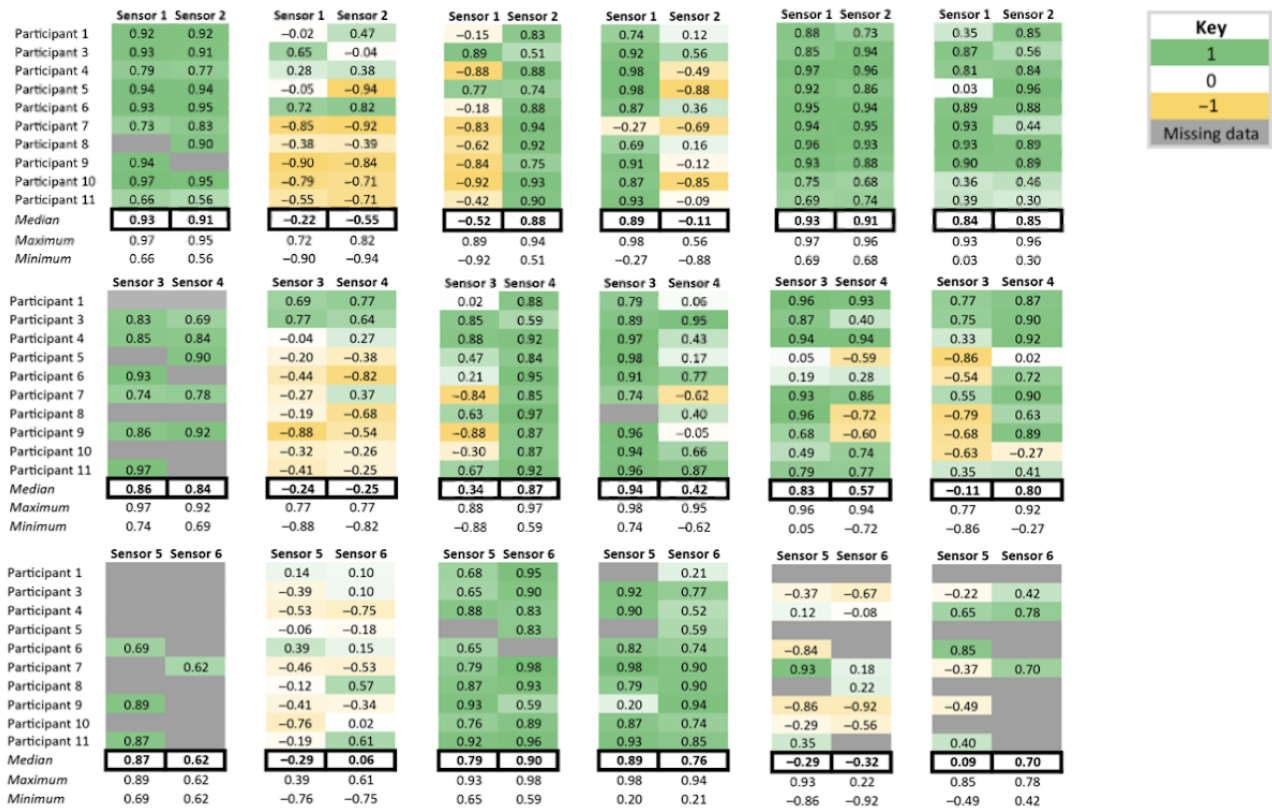 Sensor 1 Sensor 2 Sensor 1 Sensor 2 Sensor 1 Sensor 2 Sensor 1 Sensor 2 Sensor 1 Sensor 2 Sensor 1 Sensor 2
Participant 1 0.92 0.92 −0.02 0.47 −0.15 0.83 0.74 0.12 0.88 0.73 0.35 0.85
Participant 3 0.93 0.91 0.65 −0.04 0.89 0.51 0.92 0.56 0.85 0.94 0.87 0.56
Participant 4 0.79 0.77 0.28 0.38 −0.88 0.88 0.98 −0.49 0.97 0.96 0.81 0.84
Participant 5 0.94 0.94 −0.05 −0.94 0.77 0.74 0.98 −0.88 0.92 0.86 0.03 0.96
Participant 6 0.93 0.95 0.72 0.82 −0.18 0.88 0.87 0.36 0.95 0.94 0.89 0.88
Participant 7 0.73 0.83 −0.85 −0.92 −0.83 0.94 −0.27 −0.69 0.94 0.95 0.93 0.44
Participant 8 0.90 −0.38 −0.39 −0.62 0.92 0.69 0.16 0.96 0.93 0.93 0.89
Participant 9 0.94 −0.90 −0.84 −0.84 0.75 0.91 −0.12 0.93 0.88 0.90 0.89
Participant 10 0.97 0.95 −0.79 −0.71 −0.92 0.93 0.87 −0.85 0.75 0.68 0.36 0.46
Participant 11 0.66 0.56 −0.55 −0.71 −0.42 0.90 0.93 −0.09 0.69 0.74 0.39 0.30
Median 0.93 0.91 −0.22 −0.55 −0.52 0.88 0.89 −0.11 0.93 0.91 0.84 0.85
Maximum 0.97 0.95 0.72 0.82 0.89 0.94 0.98 0.56 0.97 0.96 0.93 0.96
Minimum 0.66 0.56 −0.90 −0.94 −0.92 0.51 −0.27 −0.88 0.69 0.68 0.03 0.30
Key
1
0
−1
Missing data
Sensor 3 Sensor 4 Sensor 3 Sensor 4 Sensor 3 Sensor 4 Sensor 3 Sensor 4 Sensor 3 Sensor 4 Sensor 3 Sensor 4
Participant 1 0.69 0.77 0.02 0.88 0.79 0.06 0.96 0.93 0.77 0.87
Participant 3 0.83 0.69 0.77 0.64 0.85 0.59 0.89 0.95 0.87 0.40 0.75 0.90
Participant 4 0.85 0.84 −0.04 0.27 0.88 0.92 0.97 0.43 0.94 0.94 0.33 0.92
Participant 5 0.90 −0.20 −0.38 0.47 0.84 0.98 0.17 0.05 −0.59 −0.86 0.02
Participant 6 0.93 −0.44 −0.82 0.21 0.95 0.91 0.77 0.19 0.28 −0.54 0.72
Participant 7 0.74 0.78 −0.27 0.37 −0.84 0.85 0.74 −0.62 0.93 0.86 0.55 0.90
Participant 8 −0.19 −0.68 0.63 0.97 0.40 0.96 −0.72 −0.79 0.63
Participant 9 0.86 0.92 −0.88 −0.54 −0.88 0.87 0.96 −0.05 0.68 −0.60 −0.68 0.89
Participant 10 −0.32 −0.26 −0.30 0.87 0.94 0.66 0.49 0.74 −0.63 −0.27
Participant 11 0.97 −0.41 −0.25 0.67 0.92 0.96 0.87 0.79 0.77 0.35 0.41
Median 0.86 0.84 −0.24 −0.25 0.34 0.87 0.94 0.42 0.83 0.57 −0.11 0.80
Maximum 0.97 0.92 0.77 0.77 0.88 0.97 0.98 0.95 0.96 0.94 0.77 0.92
Minimum 0.74 0.69 −0.88 −0.82 −0.88 0.59 0.74 −0.62 0.05 −0.72 −0.86 −0.27
Sensor 5 Sensor 6 Sensor 5 Sensor 6 Sensor 5 Sensor 6 Sensor 5 Sensor 6 Sensor 5 Sensor 6 Sensor 5 Sensor 6
Participant 1 0.14 0.10 0.68 0.95 0.21
Participant 3 −0.39 0.10 0.65 0.90 0.92 0.77 −0.37 −0.67 −0.22 0.42
Participant 4 −0.53 −0.75 0.88 0.83 0.90 0.52 0.12 −0.08 0.65 0.78
Participant 5 −0.06 −0.18 0.83 0.59
Participant 6 0.69 0.39 0.15 0.65 0.82 0.74 −0.84 0.85
Participant 7 0.62 −0.46 −0.53 0.79 0.98 0.98 0.90 0.93 0.18 −0.37 0.70
Participant 8 −0.12 0.57 0.87 0.93 0.79 0.90 0.22
Participant 9 0.89 −0.41 −0.34 0.93 0.59 0.20 0.94 −0.86 −0.92 −0.49
Participant 10 −0.76 0.02 0.76 0.89 0.87 0.74 −0.29 −0.56
Participant 11 0.87 −0.19 0.61 0.92 0.96 0.93 0.85 0.35 0.40
Median 0.87 0.62 −0.29 0.06 0.79 0.90 0.89 0.76 −0.29 −0.32 0.09 0.70
Maximum 0.89 0.62 0.39 0.61 0.93 0.98 0.98 0.94 0.93 0.22 0.85 0.78
Minimum 0.69 0.62 −0.76 −0.75 0.65 0.59 0.20 0.21 −0.86 −0.92 −0.49 0.42